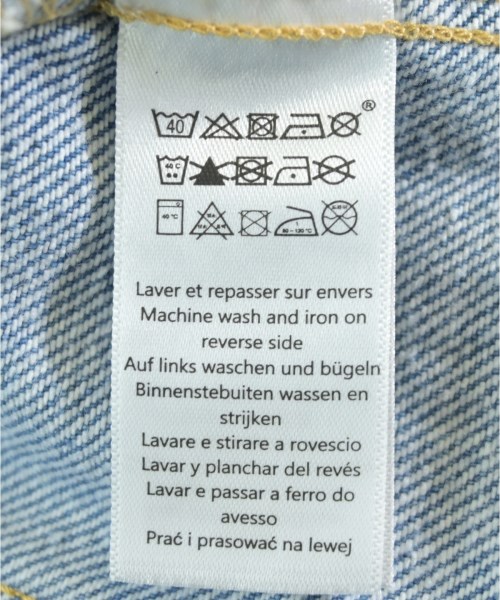 40
®
40 C
40 °C
Laver et repasser sur envers
Machine wash and iron on
reverse side
Auf links waschen und bügeln
Binnenstebuiten wassen en
strijken
Lavare e stirare a rovescio
Lavar y planchar del revés
Lavar e passar a ferro do
avesso
Prać i prasować na lewej